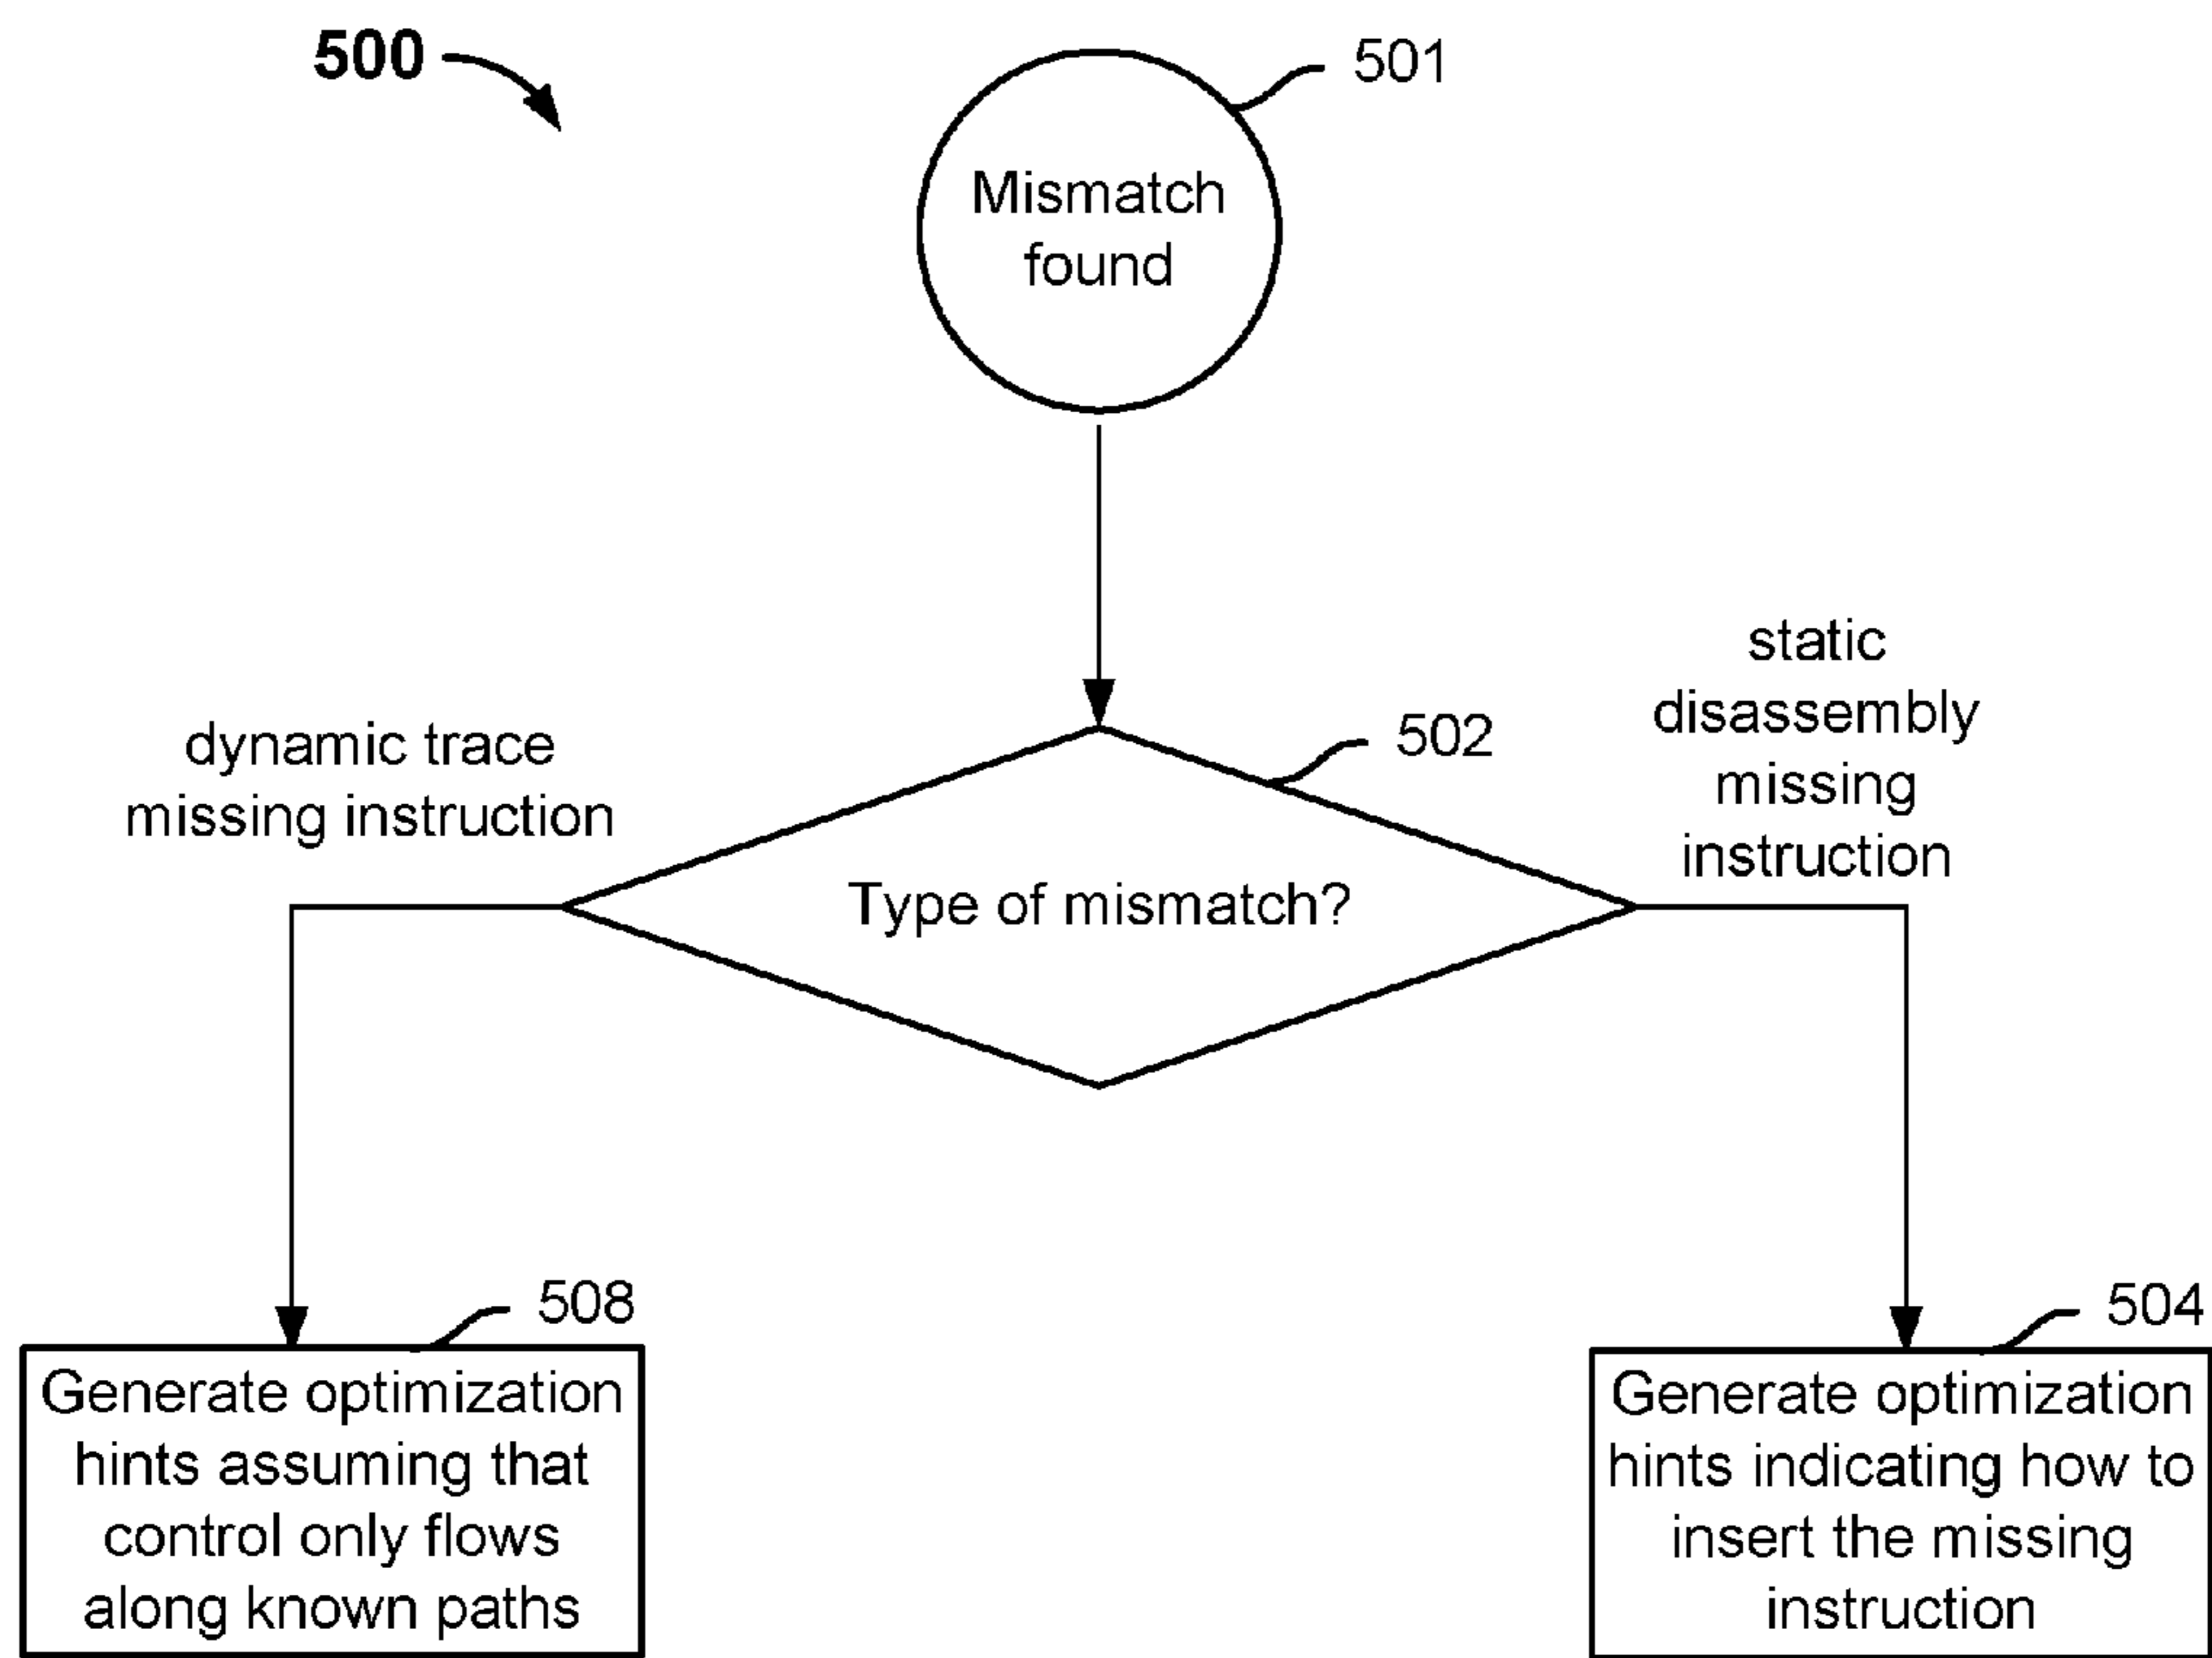 500
501
Mismatch
found
502
static
disassembly
missing
instruction
dynamic trace
missing instruction
Type of mismatch?
508
Generate optimization
hints assuming that
control only flows
along known paths
504
Generate optimization
hints indicating how to
insert the missing
instruction